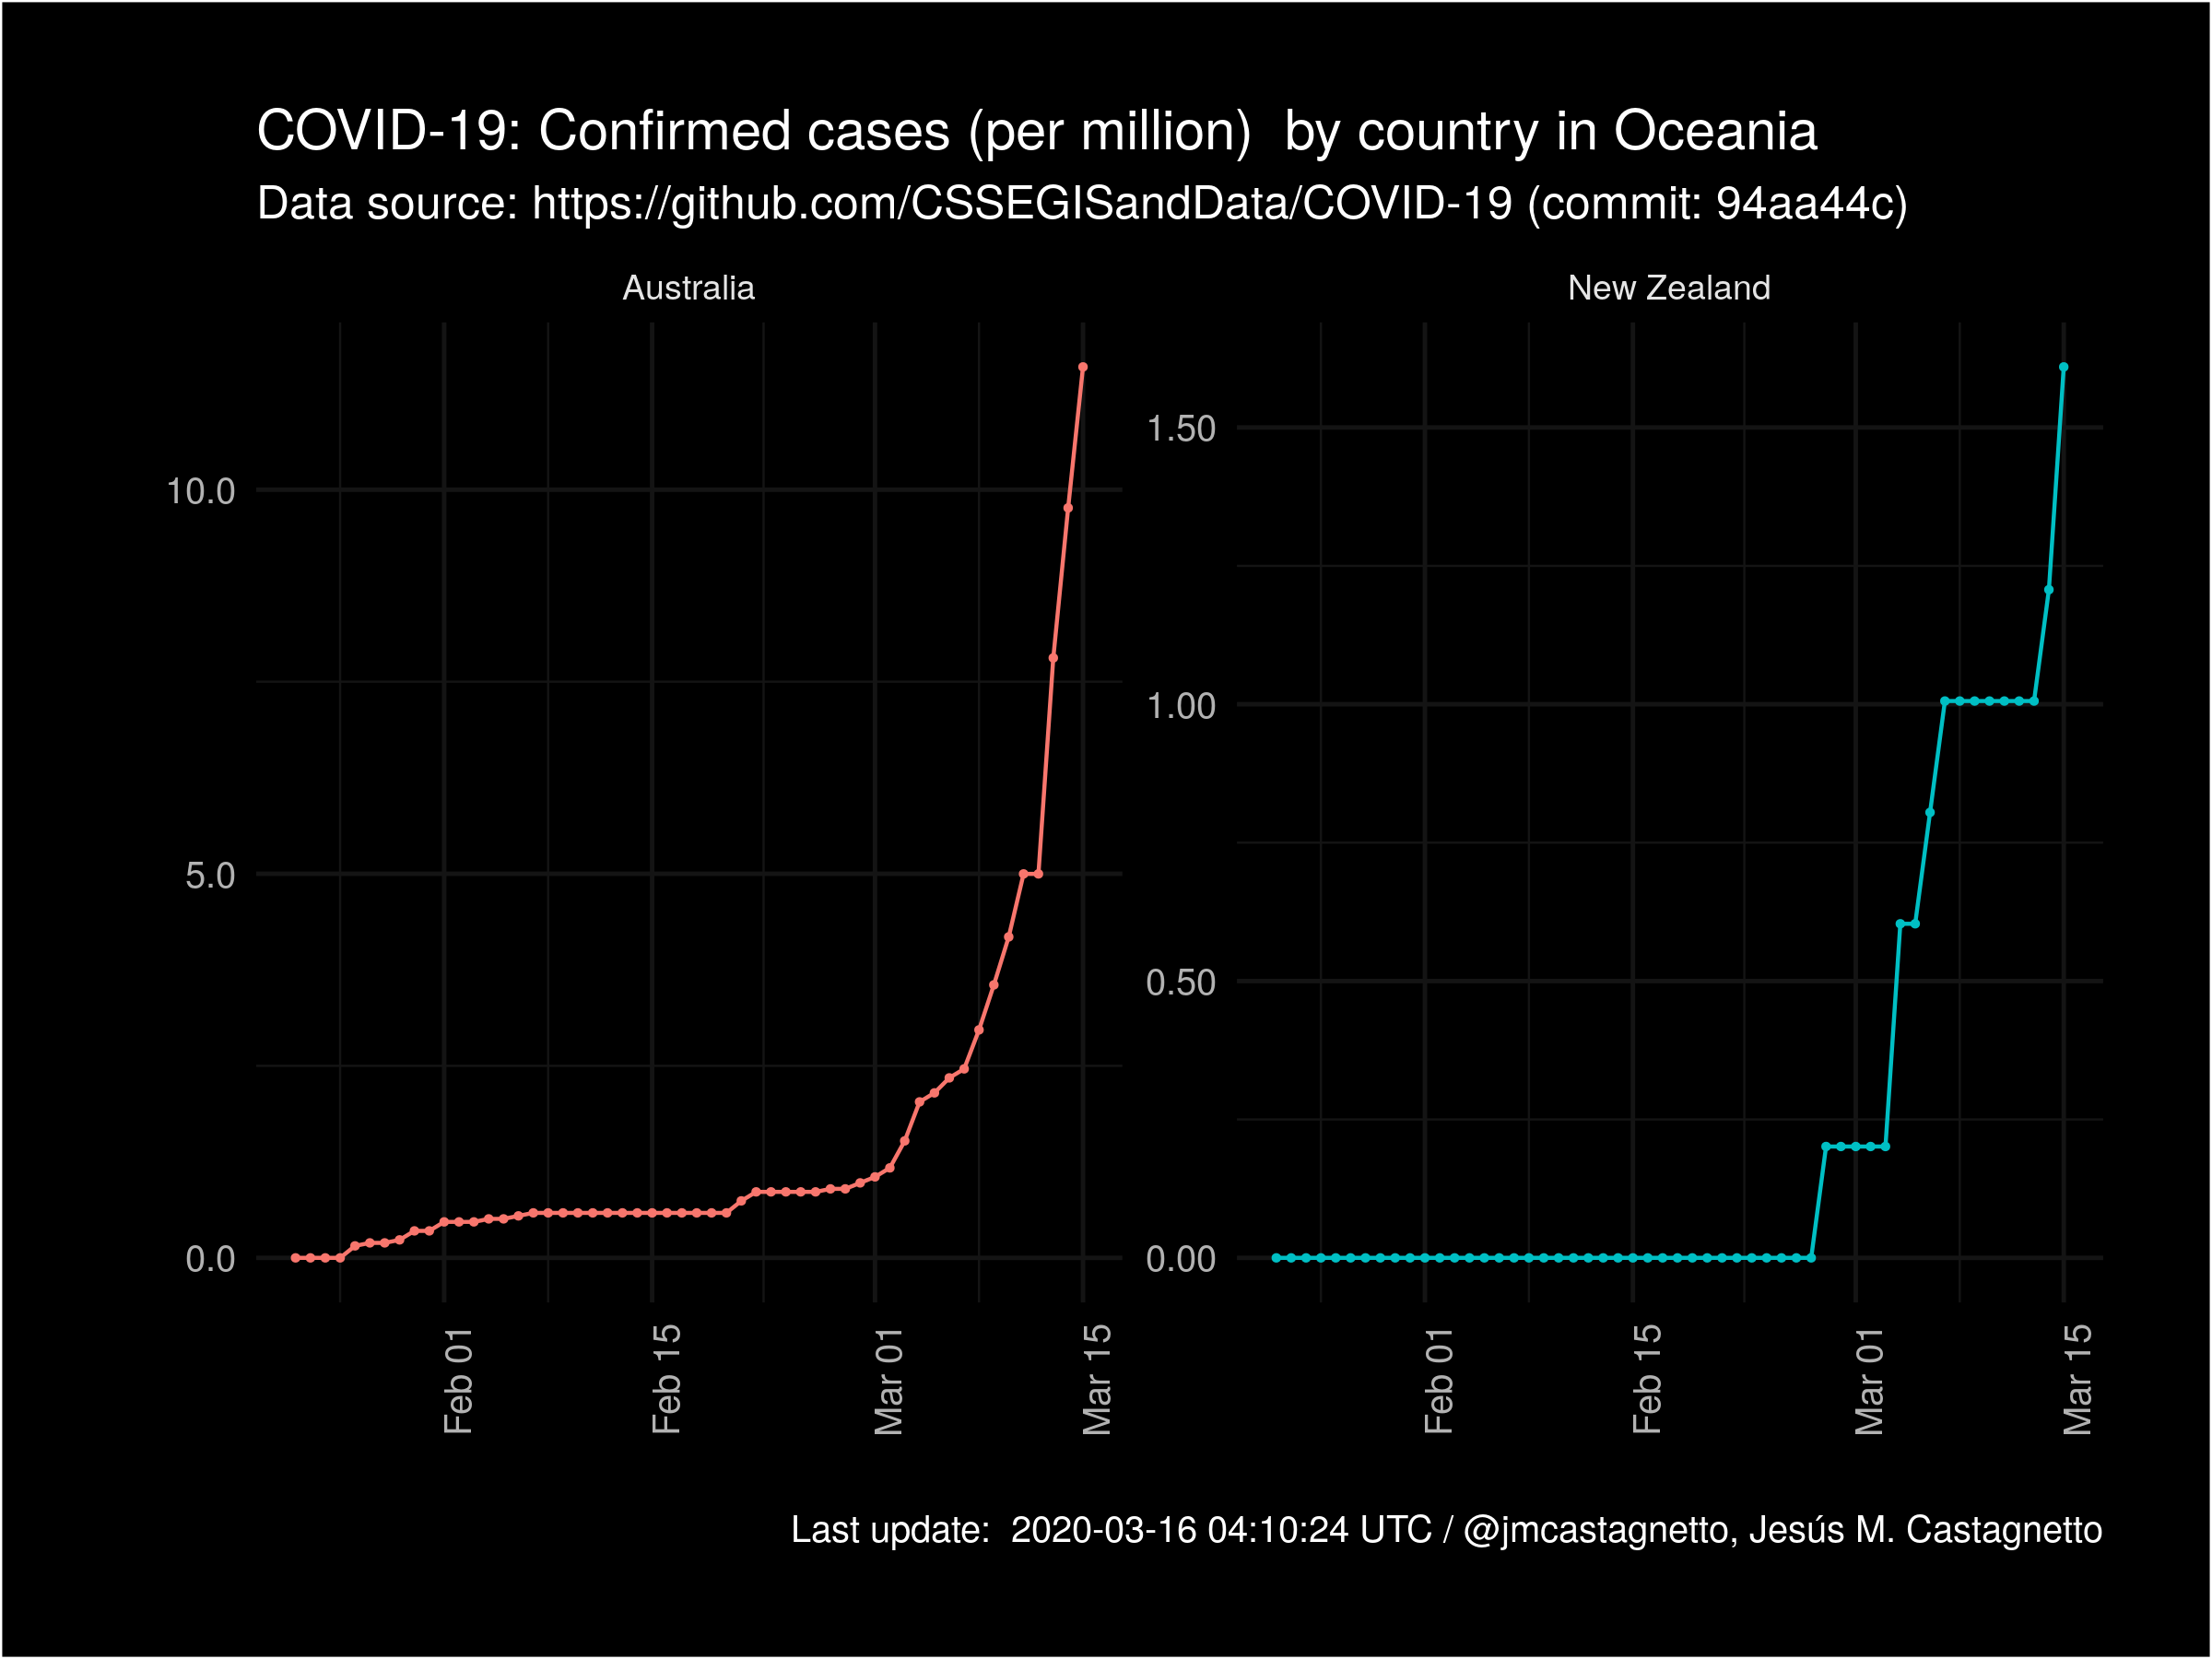 COVID-19: Confirmed cases (per million)  by country in Oceania
Data source: https://github.com/CSSEGISandData/COVID-19 (commit: 94aa44c)
Australia
10.0
5.0
0.0
Feb 01
Feb 15
Mar 01
Mar 15
New Zealand
1.50
1.00
0.50
0.00
Feb 01
Feb 15
Mar 01
Mar 15
Last update:  2020-03-16 04:10:24 UTC / @jmcastagnetto, Jesús M. Castagnetto